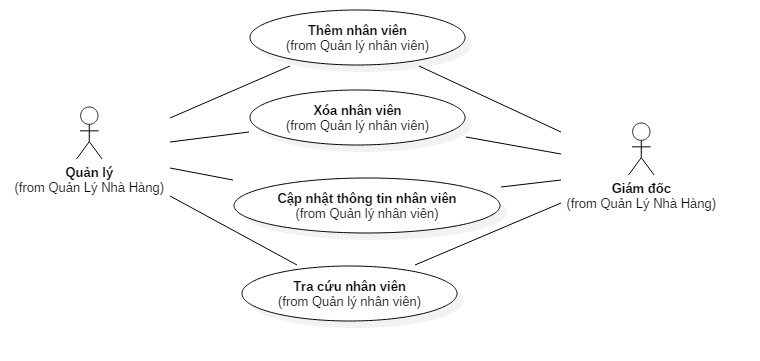 Thêm nhân viên
(from Quản lý nhân viên)
Xóa nhân viên
(from Quản lý nhân viên)
Quản lý
(from Quản Lý Nhà Hàng)
Giám đốc
(from Quản Lý Nhà Hàng)
Cập nhật thông tin nhân viên
(from Quản lý nhân viên)
Tra cứu nhân viên
(from Quản lý nhân viên)